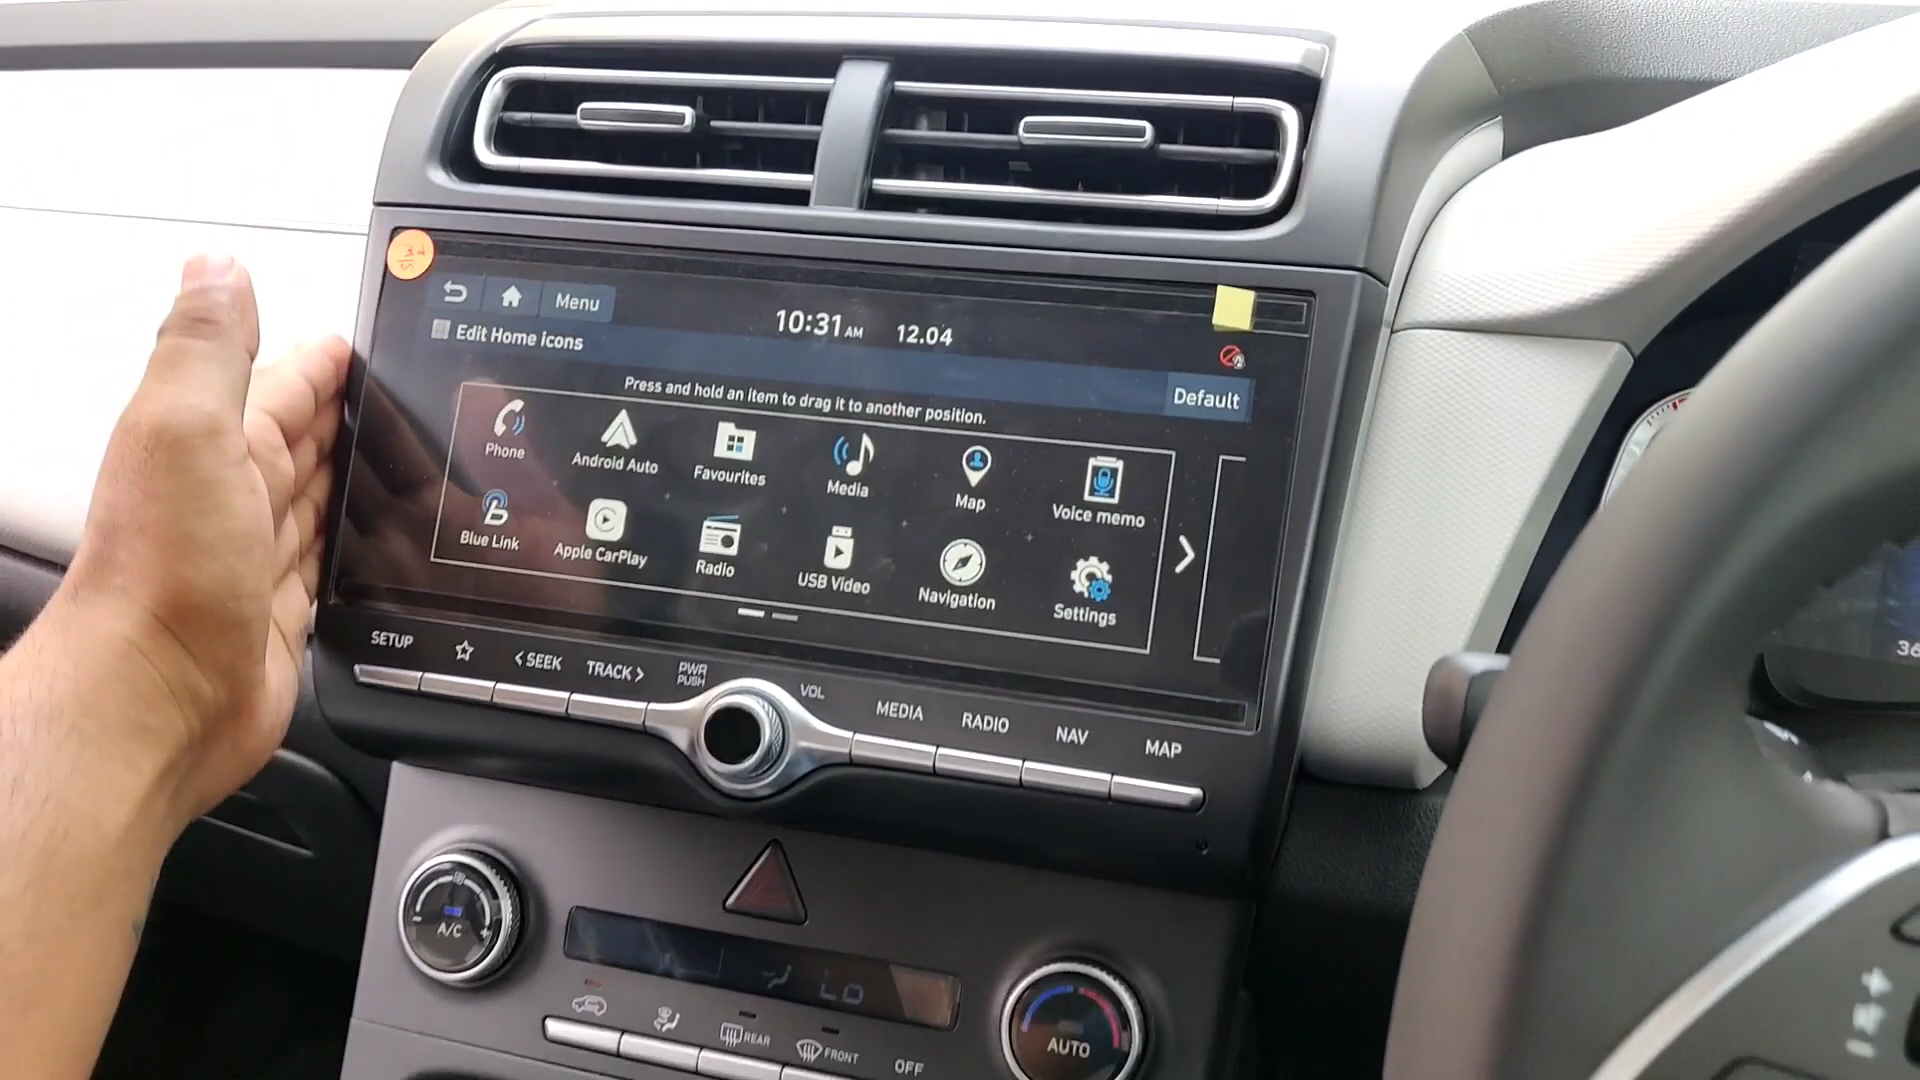 Menu
10:31 AM 12.04
Edit Home icons
Default
Press and hold an item to drag it to another position.
Phone
Android Auto
Favourites
Media
Map
Voice memo
Blue Link
Apple CarPlay
Radio
USB Video
Navigation
Settings
SETUP
< SEEK
TRACK >
PWR
PUSH
VOL
MEDIA
RADIO
NAV
MAP
A/C
LO
REAR
FRONT
OFF
AUTO
36